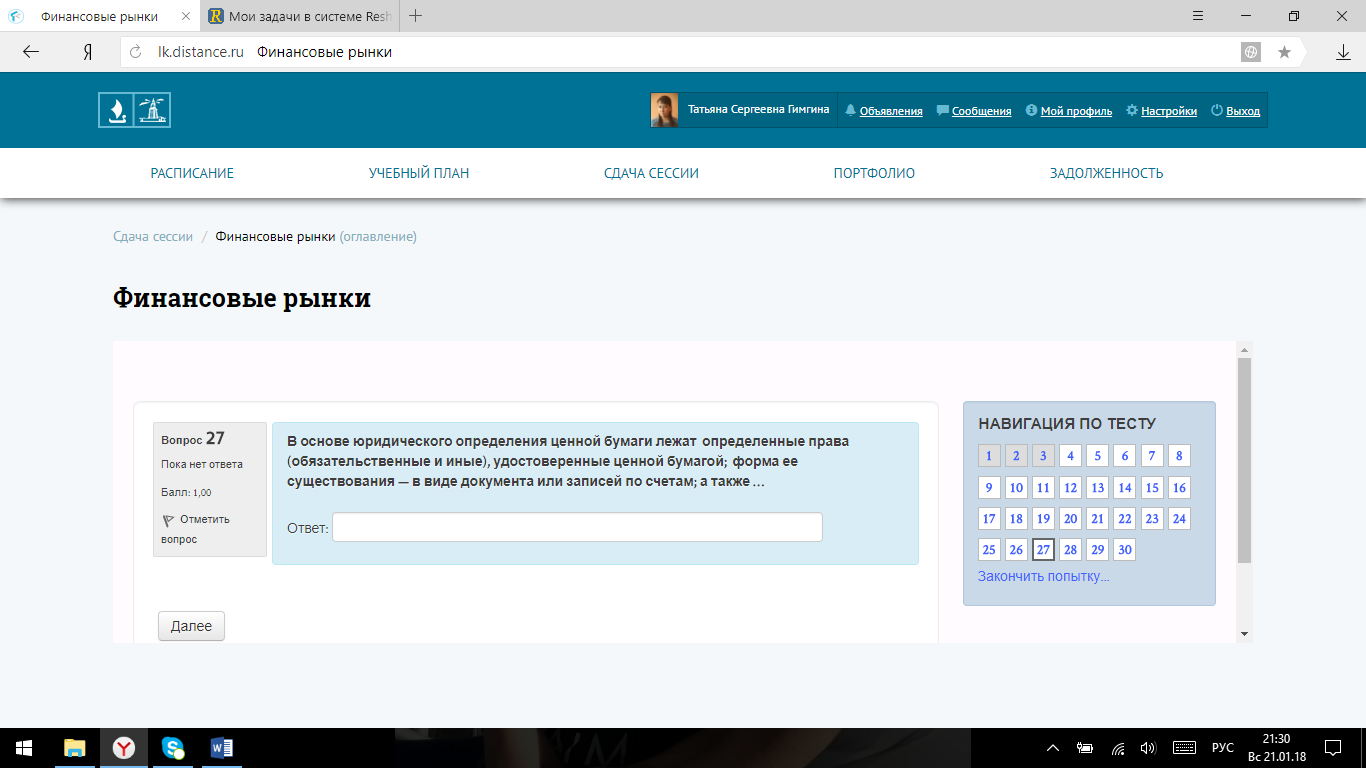 Финансовые рынки
Мои задачи в системе Resh
Я
lk.distance.ru Финансовые рынки
Татьяна Сергеевна Гимгина Объявления Сообщения Мой профиль Настройки Выход
РАСПИСАНИЕ УЧЕБНЫЙ ПЛАН СДАЧА СЕССИИ ПОРТФОЛИО ЗАДОЛЖЕННОСТЬ
Сдача сессии / Финансовые рынки (оглавление)
Финансовые рынки
Вопрос 27
Пока нет ответа
Балл: 1,00
Отметить
вопрос
В основе юридического определения ценной бумаги лежат определенные права
(обязательственные и иные), удостоверенные ценной бумагой; форма ее
существования — в виде документа или записей по счетам; а также ...
Ответ:
Далее
НАВИГАЦИЯ ПО ТЕСТУ
1 2 3 4 5 6 7 8
9 10 11 12 13 14 15 16
17 18 19 20 21 22 23 24
25 26 27 28 29 30
Закончить попытку...
РУС
21:30
Вс 21.01.18